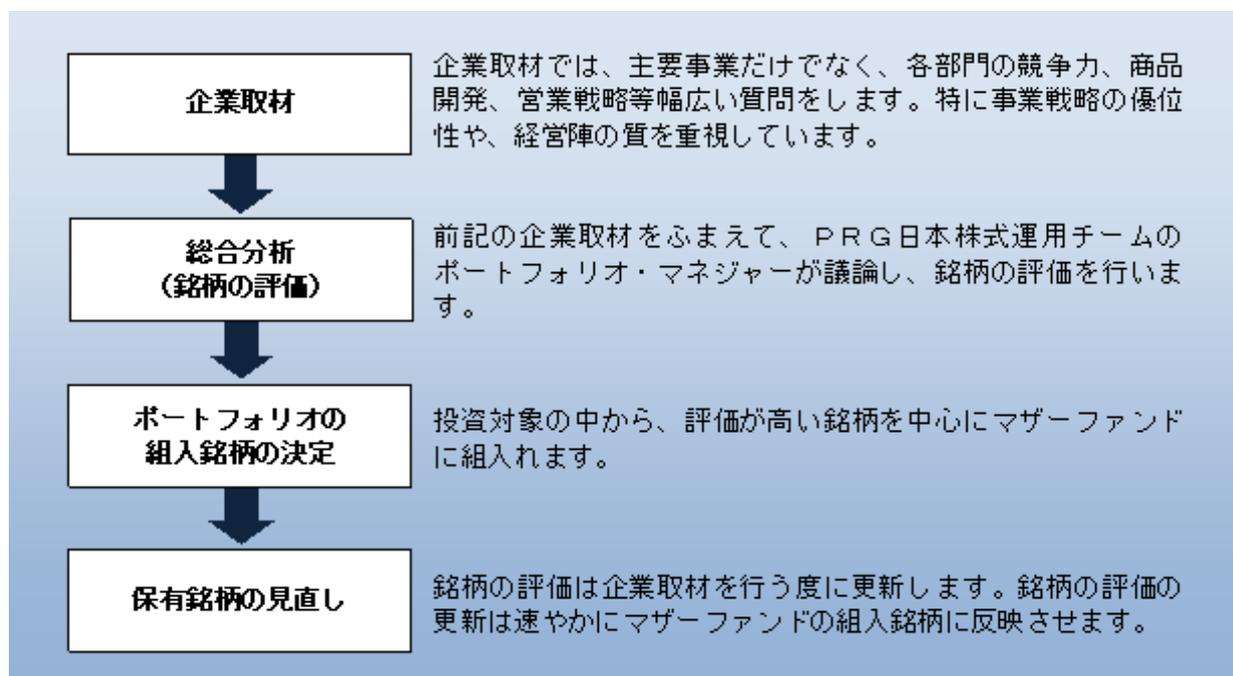 企業取材
企業取材では、主要事業だけでなく、各部門の競争力、商品
開発、営業戦略等幅広い質問をします。特に事業戦略の優位
性や、経営陣の質を重視しています。
総合分析
（銘柄の評価）
前記の企業取材をふまえて、ＰＲＧ日本株式運用チームの
ポートフォリオ・マネジャーが議論し、銘柄の評価を行いま
す。
ポートフォリオの
組入銘柄の決定
投資対象の中から、評価が高い銘柄を中心にマザーファンド
に組入れます。
保有銘柄の見直し
銘柄の評価は企業取材を行う度に更新します。銘柄の評価の
更新は速やかにマザーファンドの組入銘柄に反映させます。